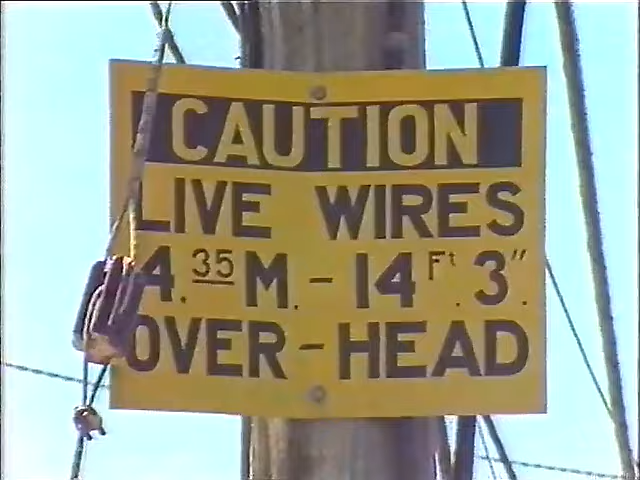 CAUTION
LIVE WIRES
4.35 M. - 14 Ft. 3".
OVER-HEAD